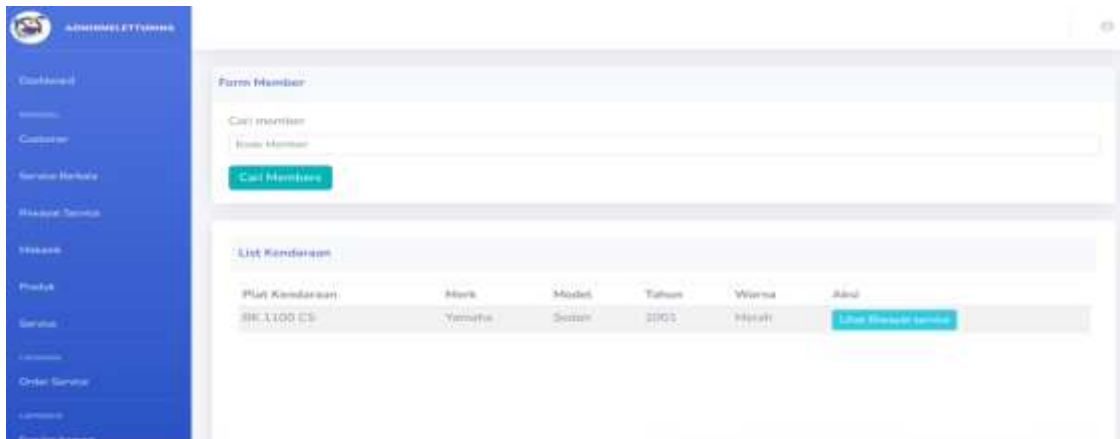 Dashboard
Customer
Service Berkala
Riwayat Service
Mekanik
Produk
Service
Order Service
Form Member
Cari member
Kode Member
Cari Members
List Kendaraan
Plat Kendaraan Merk Model Tahun Warna Aksi
BK 1100 CS Yamaha Sedan 2001 Merah Lihat Riwayat service